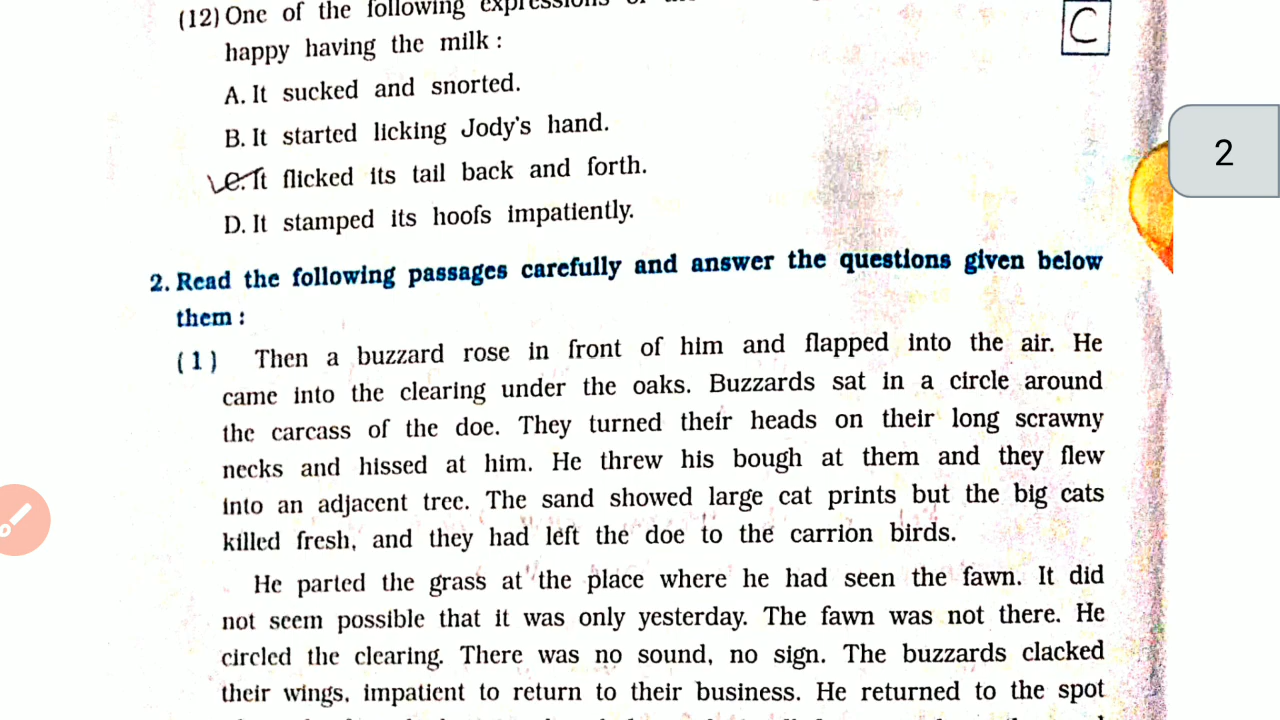 (12) One of the following expressions
happy having the milk :
C
A. It sucked and snorted.
B. It started licking Jody's hand.
C. It flicked its tail back and forth.
D. It stamped its hoofs impatiently.
2
2. Read the following passages carefully and answer the questions given below
them :
(1) Then a buzzard rose in front of him and flapped into the air. He
came into the clearing under the oaks. Buzzards sat in a circle around
the carcass of the doe. They turned their heads on their long scrawny
necks and hissed at him. He threw his bough at them and they flew
into an adjacent tree. The sand showed large cat prints but the big cats
killed fresh, and they had left the doe to the carrion birds.
He parted the grass at the place where he had seen the fawn. It did
not seem possible that it was only yesterday. The fawn was not there. He
circled the clearing. There was no sound, no sign. The buzzards clacked
their wings, impatient to return to their business. He returned to the spot